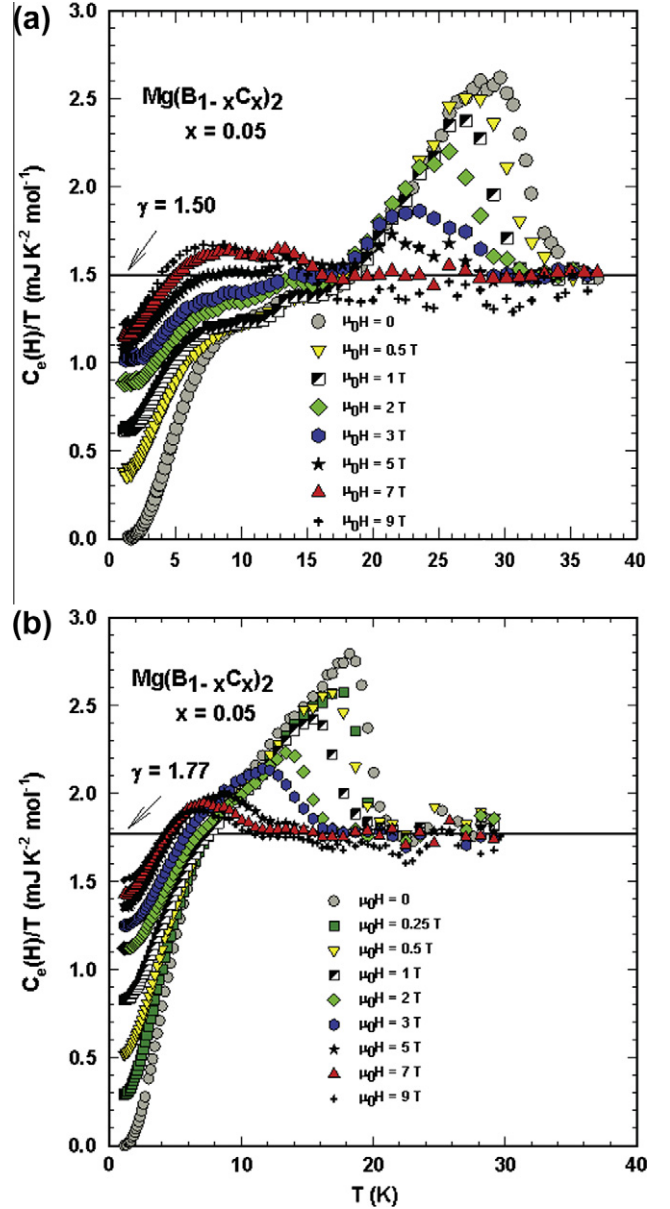 (a)
3.0
2.5
2.0
1.5
1.0
0.5
0.0
C_e(H)/T (mJ K⁻² mol⁻¹)
Mg(B₁₋ₓCₓ)₂
x = 0.05
γ = 1.50
μ₀H = 0
μ₀H = 0.5 T
μ₀H = 1 T
μ₀H = 2 T
μ₀H = 3 T
μ₀H = 5 T
μ₀H = 7 T
μ₀H = 9 T
0 5 10 15 20 25 30 35 40
(b)
3.0
2.5
2.0
1.5
1.0
0.5
0.0
C_e(H)/T (mJ K⁻² mol⁻¹)
Mg(B₁₋ₓCₓ)₂
x = 0.05
γ = 1.77
μ₀H = 0
μ₀H = 0.25 T
μ₀H = 0.5 T
μ₀H = 1 T
μ₀H = 2 T
μ₀H = 3 T
μ₀H = 5 T
μ₀H = 7 T
μ₀H = 9 T
0 10 20 30 40
T (K)